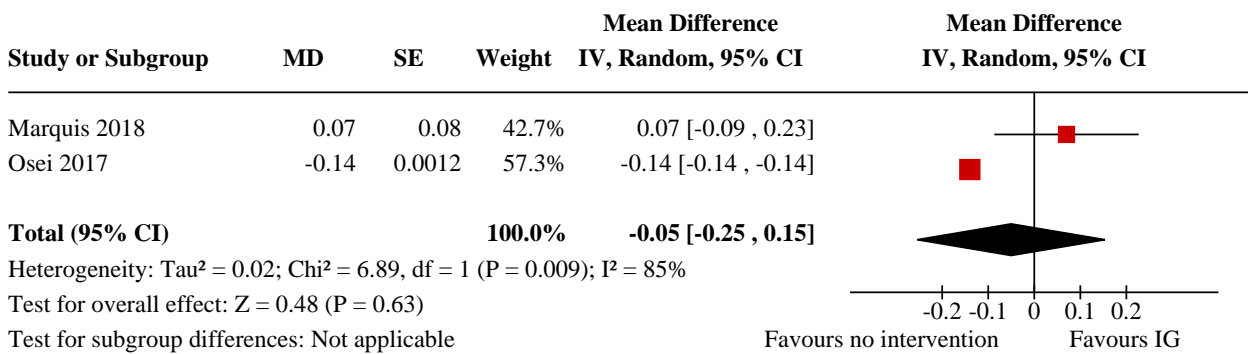 Mean Difference Mean Difference
Study or Subgroup MD SE Weight IV, Random, 95% CI IV, Random, 95% CI
Marquis 2018 0.07 0.08 42.7% 0.07 [-0.09 , 0.23]
Osei 2017 -0.14 0.0012 57.3% -0.14 [-0.14 , -0.14]
Total (95% CI) 100.0% -0.05 [-0.25 , 0.15]
Heterogeneity: Tau² = 0.02; Chi² = 6.89, df = 1 (P = 0.009); I² = 85%
Test for overall effect: Z = 0.48 (P = 0.63)
-0.2 -0.1 0 0.1 0.2
Test for subgroup differences: Not applicable Favours no intervention Favours IG